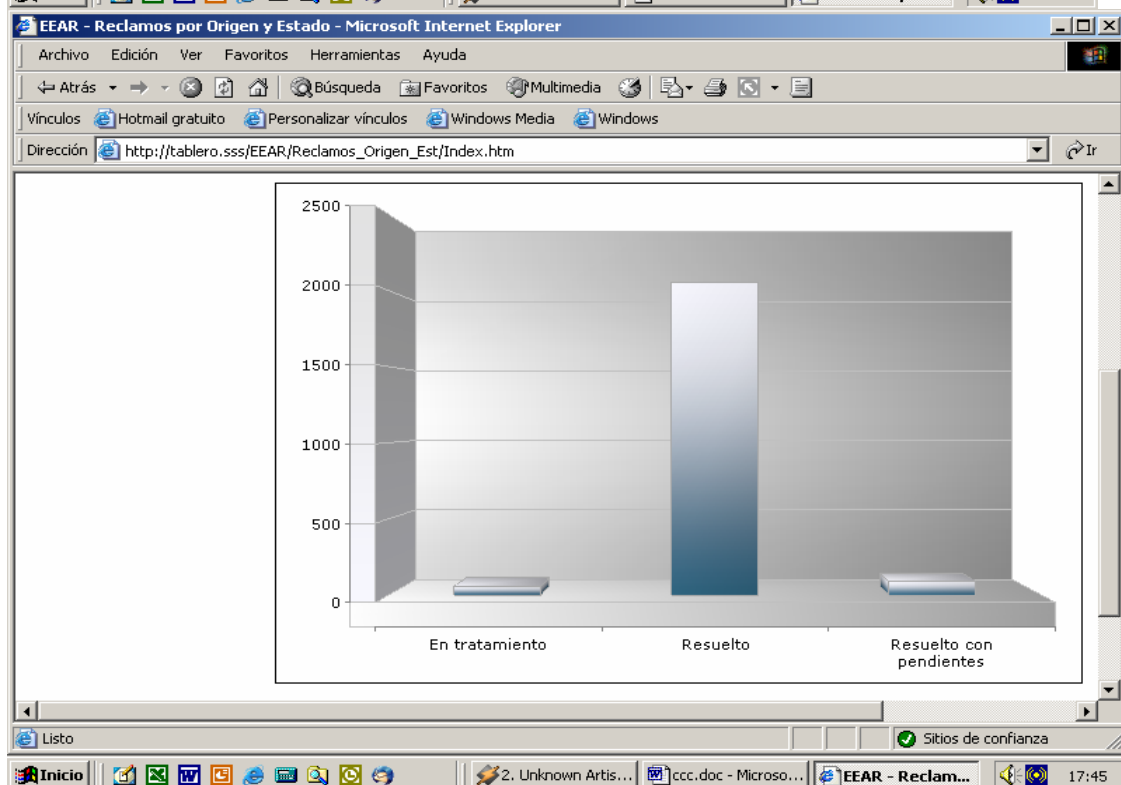 EEAR - Reclamos por Origen y Estado - Microsoft Internet Explorer
Archivo Edición Ver Favoritos Herramientas Ayuda
Atrás Búsqueda Favoritos Multimedia
Vínculos Hotmail gratuito Personalizar vínculos Windows Media Windows
Dirección http://tablero.sss/EEAR/Reclamos_Origen_Est/Index.htm Ir
2500
2000
1500
1000
500
0
En tratamiento Resuelto Resuelto con
pendientes
Listo Sitios de confianza
Inicio 2. Unknown Artis... ccc.doc - Microso... EEAR - Reclam... 17:45